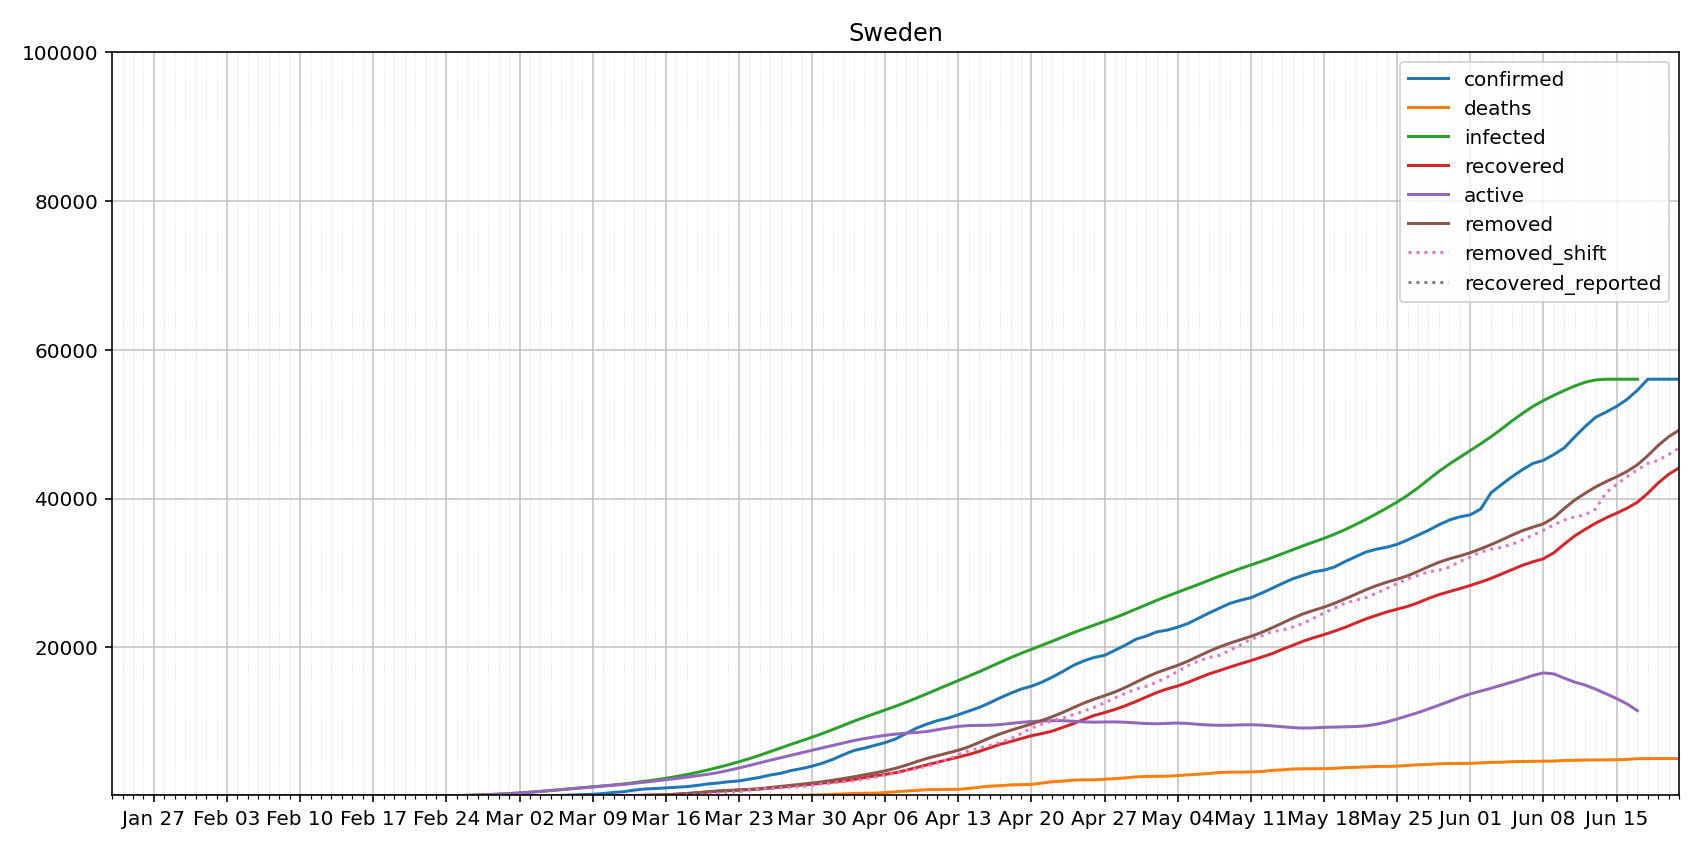 Sweden
100000
80000
60000
40000
20000
confirmed
deaths
infected
recovered
active
removed
removed_shift
recovered_reported
Jan 27 Feb 03 Feb 10 Feb 17 Feb 24 Mar 02 Mar 09 Mar 16 Mar 23 Mar 30 Apr 06 Apr 13 Apr 20 Apr 27 May 04 May 11 May 18 May 25 Jun 01 Jun 08 Jun 15